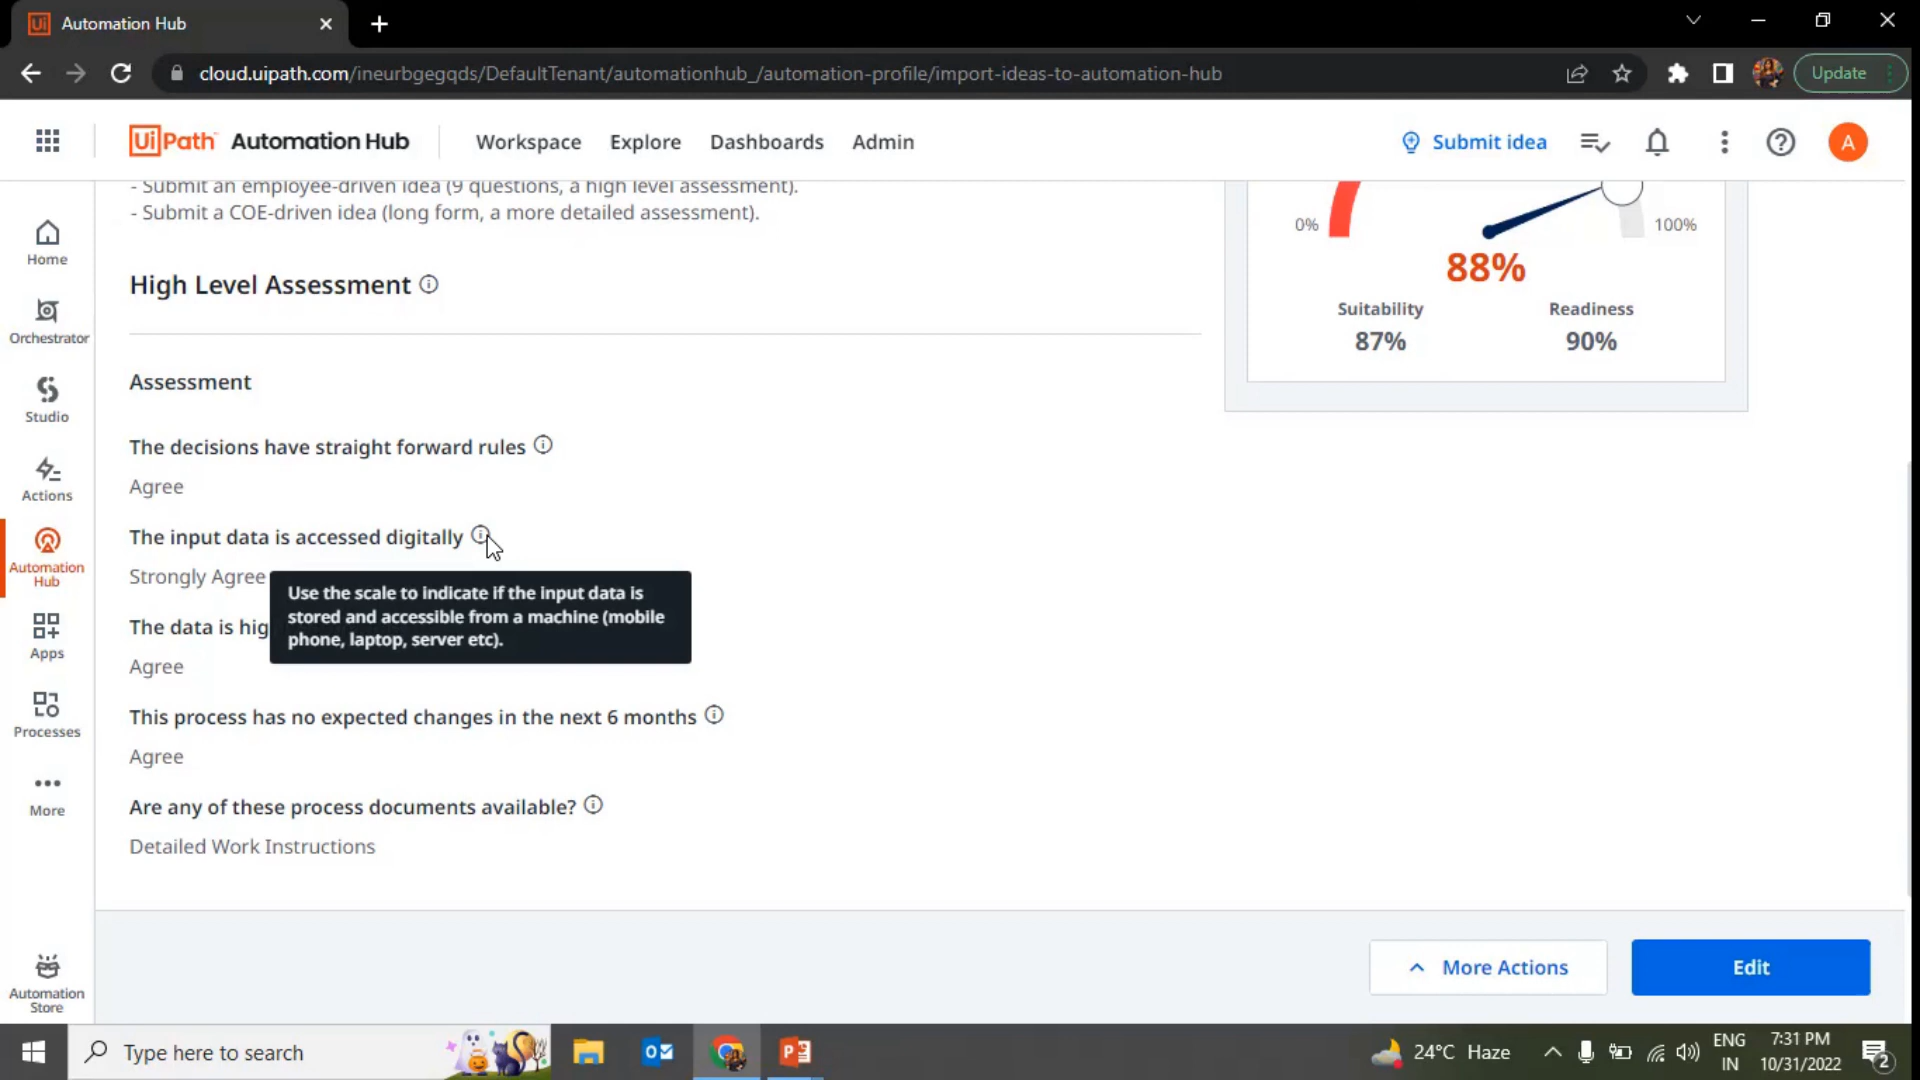 Automation Hub
cloud.uipath.com/ineurbgegqds/DefaultTenant/automationhub_/automation-profile/import-ideas-to-automation-hub
Update
UiPath Automation Hub
Workspace
Explore
Dashboards
Admin
Submit idea
A
Home
Orchestrator
Studio
Actions
Automation Hub
Apps
Processes
More
Automation Store
- Submit an employee-driven idea (9 questions, a high level assessment).
- Submit a COE-driven idea (long form, a more detailed assessment).
High Level Assessment
Assessment
The decisions have straight forward rules
Agree
The input data is accessed digitally
Strongly Agree
Use the scale to indicate if the input data is
stored and accessible from a machine (mobile
phone, laptop, server etc).
The data is hig
Agree
This process has no expected changes in the next 6 months
Agree
Are any of these process documents available?
Detailed Work Instructions
0%
100%
88%
Suitability
Readiness
87%
90%
More Actions
Edit
Type here to search
24°C Haze
ENG
IN
7:31 PM
10/31/2022
2